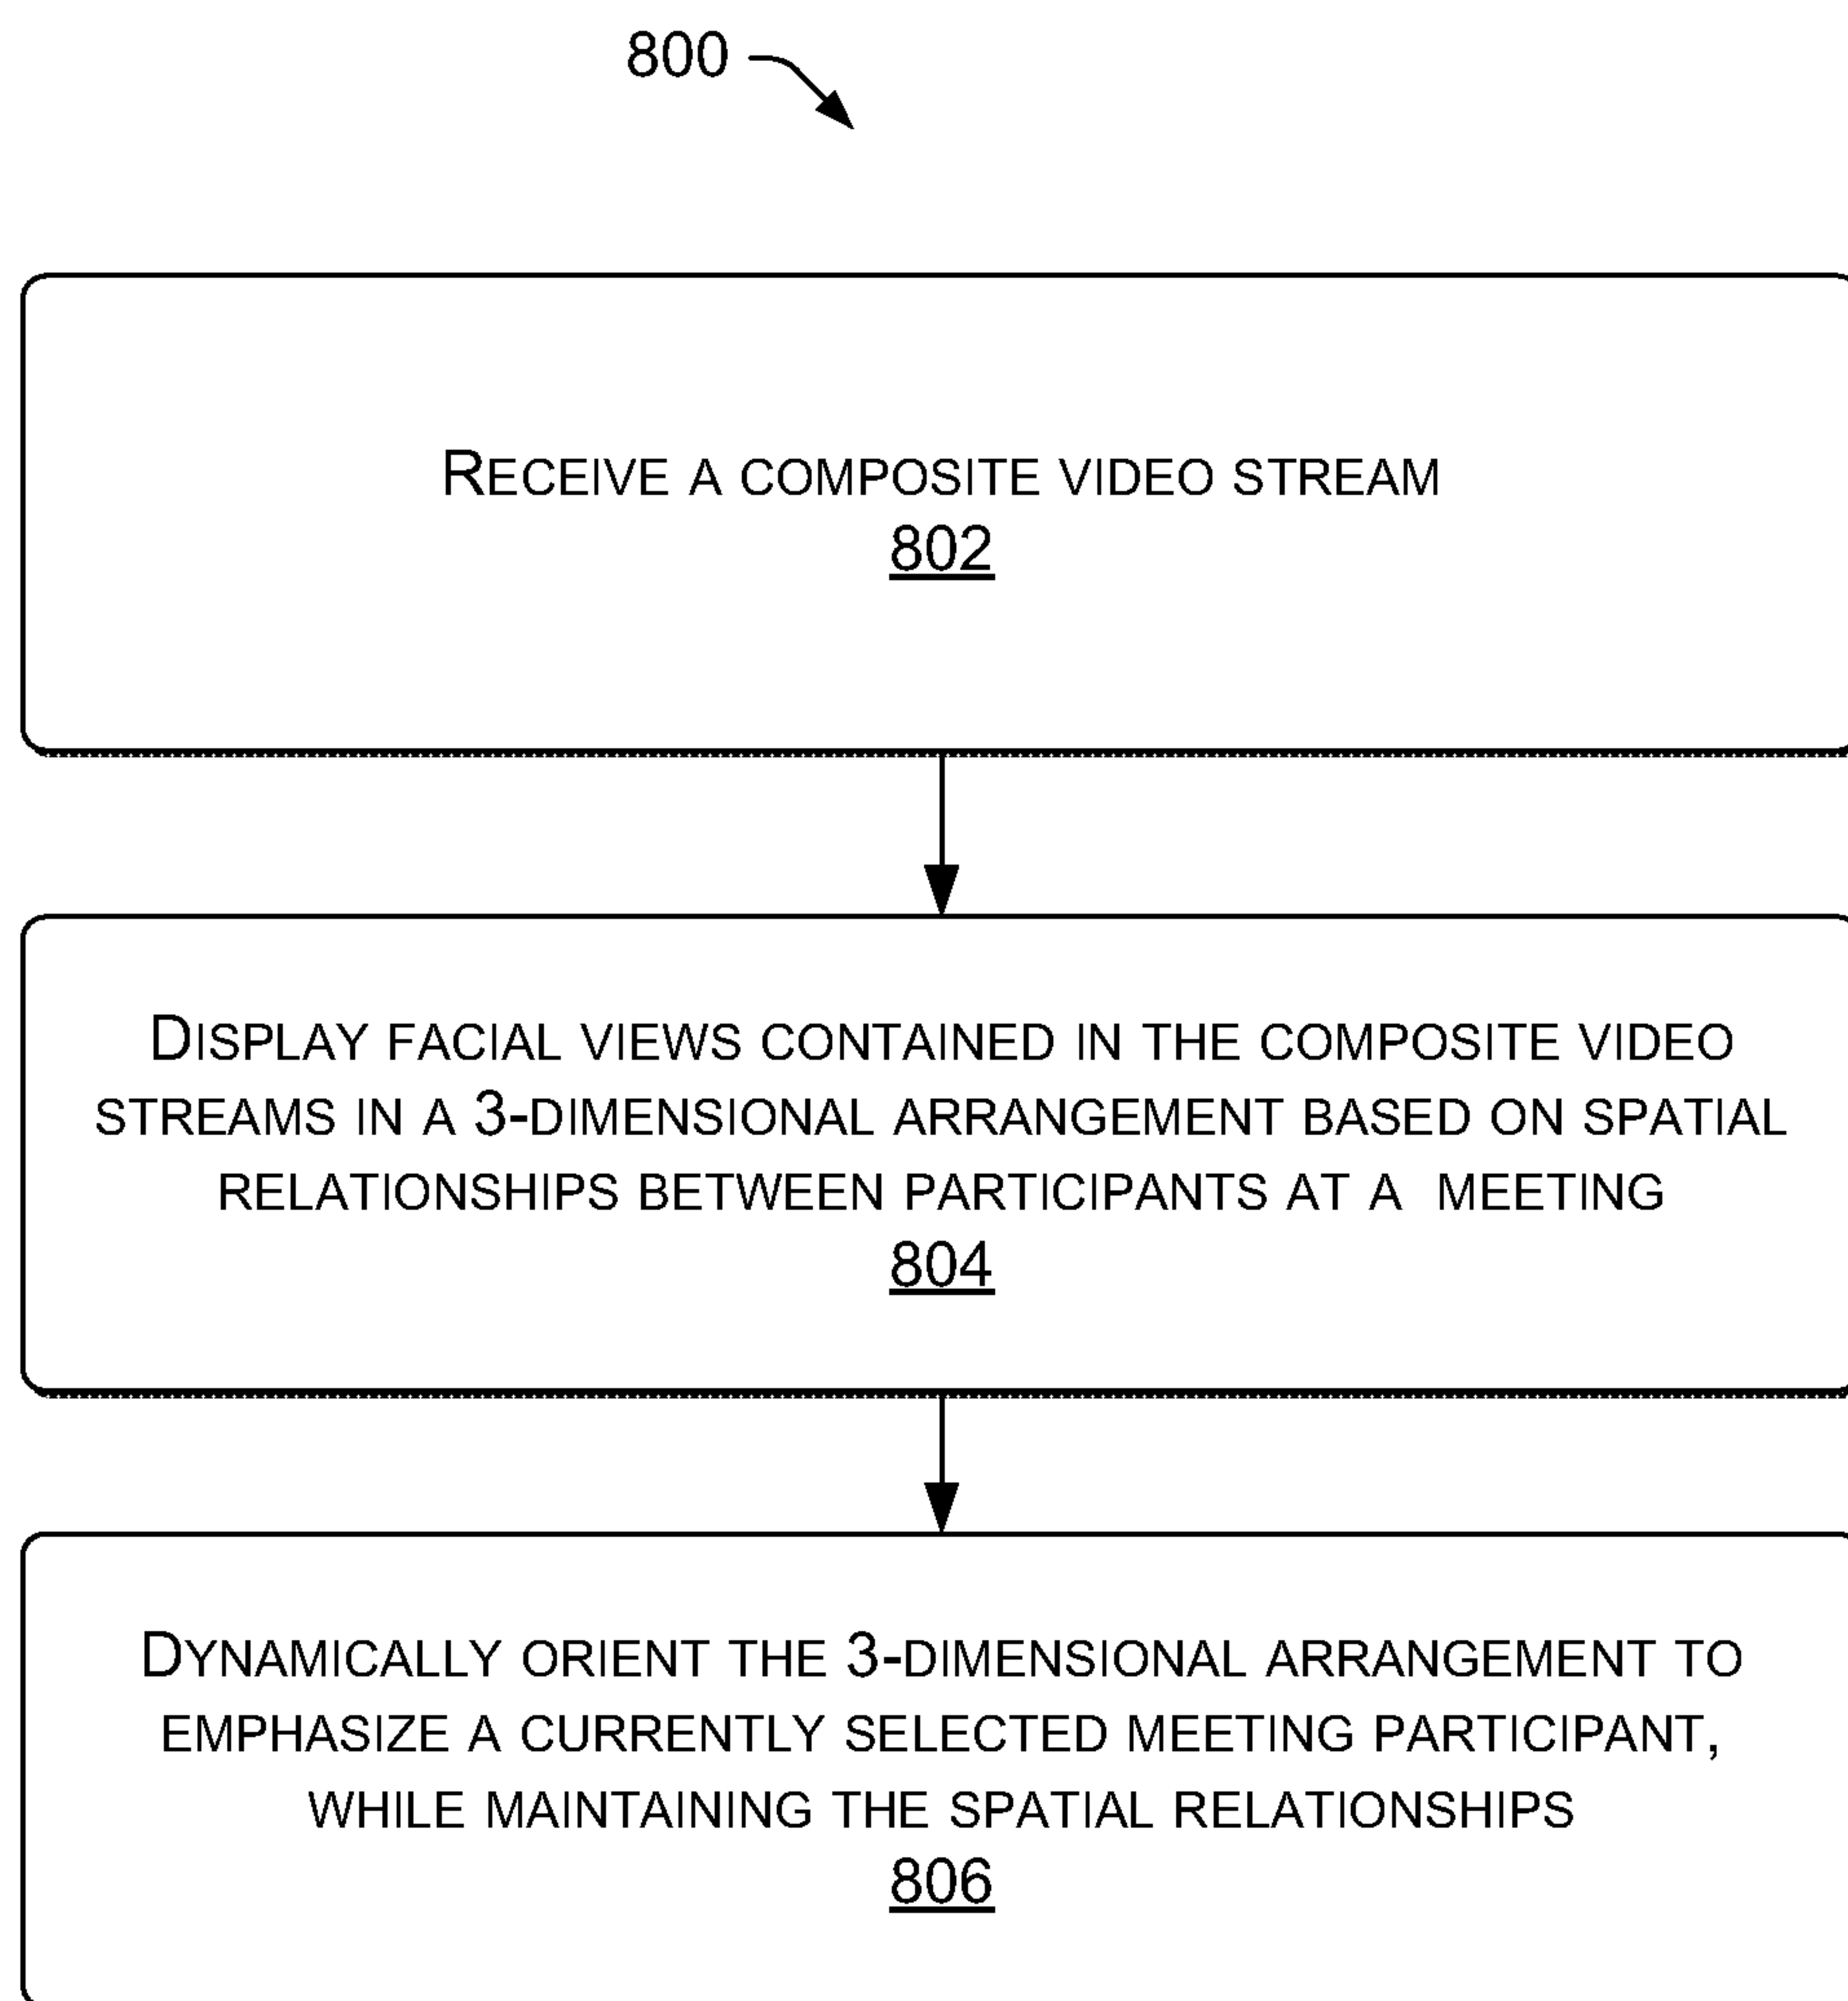 800
RECEIVE A COMPOSITE VIDEO STREAM
802
DISPLAY FACIAL VIEWS CONTAINED IN THE COMPOSITE VIDEO
STREAMS IN A 3-DIMENSIONAL ARRANGEMENT BASED ON SPATIAL
RELATIONSHIPS BETWEEN PARTICIPANTS AT A MEETING
804
DYNAMICALLY ORIENT THE 3-DIMENSIONAL ARRANGEMENT TO
EMPHASIZE A CURRENTLY SELECTED MEETING PARTICIPANT,
WHILE MAINTAINING THE SPATIAL RELATIONSHIPS
806